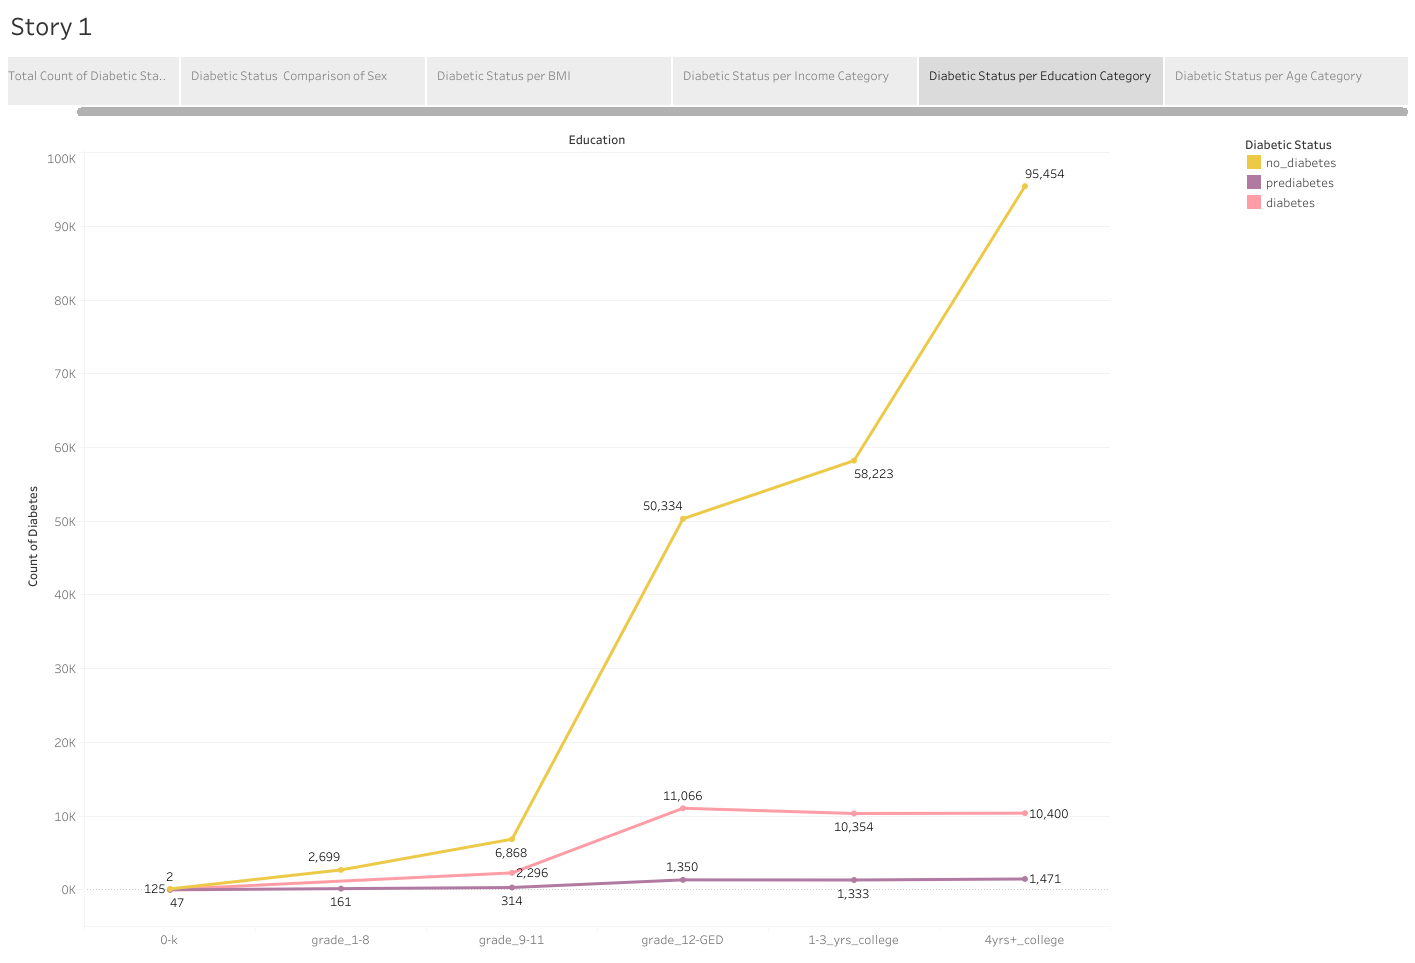 Story 1
Total Count of Diabetic Sta..
Diabetic Status  Comparison of Sex
Diabetic Status per BMI
Diabetic Status per Income Category
Diabetic Status per Education Category
Diabetic Status per Age Category
Education
Diabetic Status
no_diabetes
prediabetes
diabetes
Count of Diabetes
100K
90K
80K
70K
60K
50K
40K
30K
20K
10K
0K
95,454
58,223
50,334
11,066
10,354
10,400
2,699
6,868
2,296
1,350
1,333
1,471
2
125
47
161
314
0-k
grade_1-8
grade_9-11
grade_12-GED
1-3_yrs_college
4yrs+_college